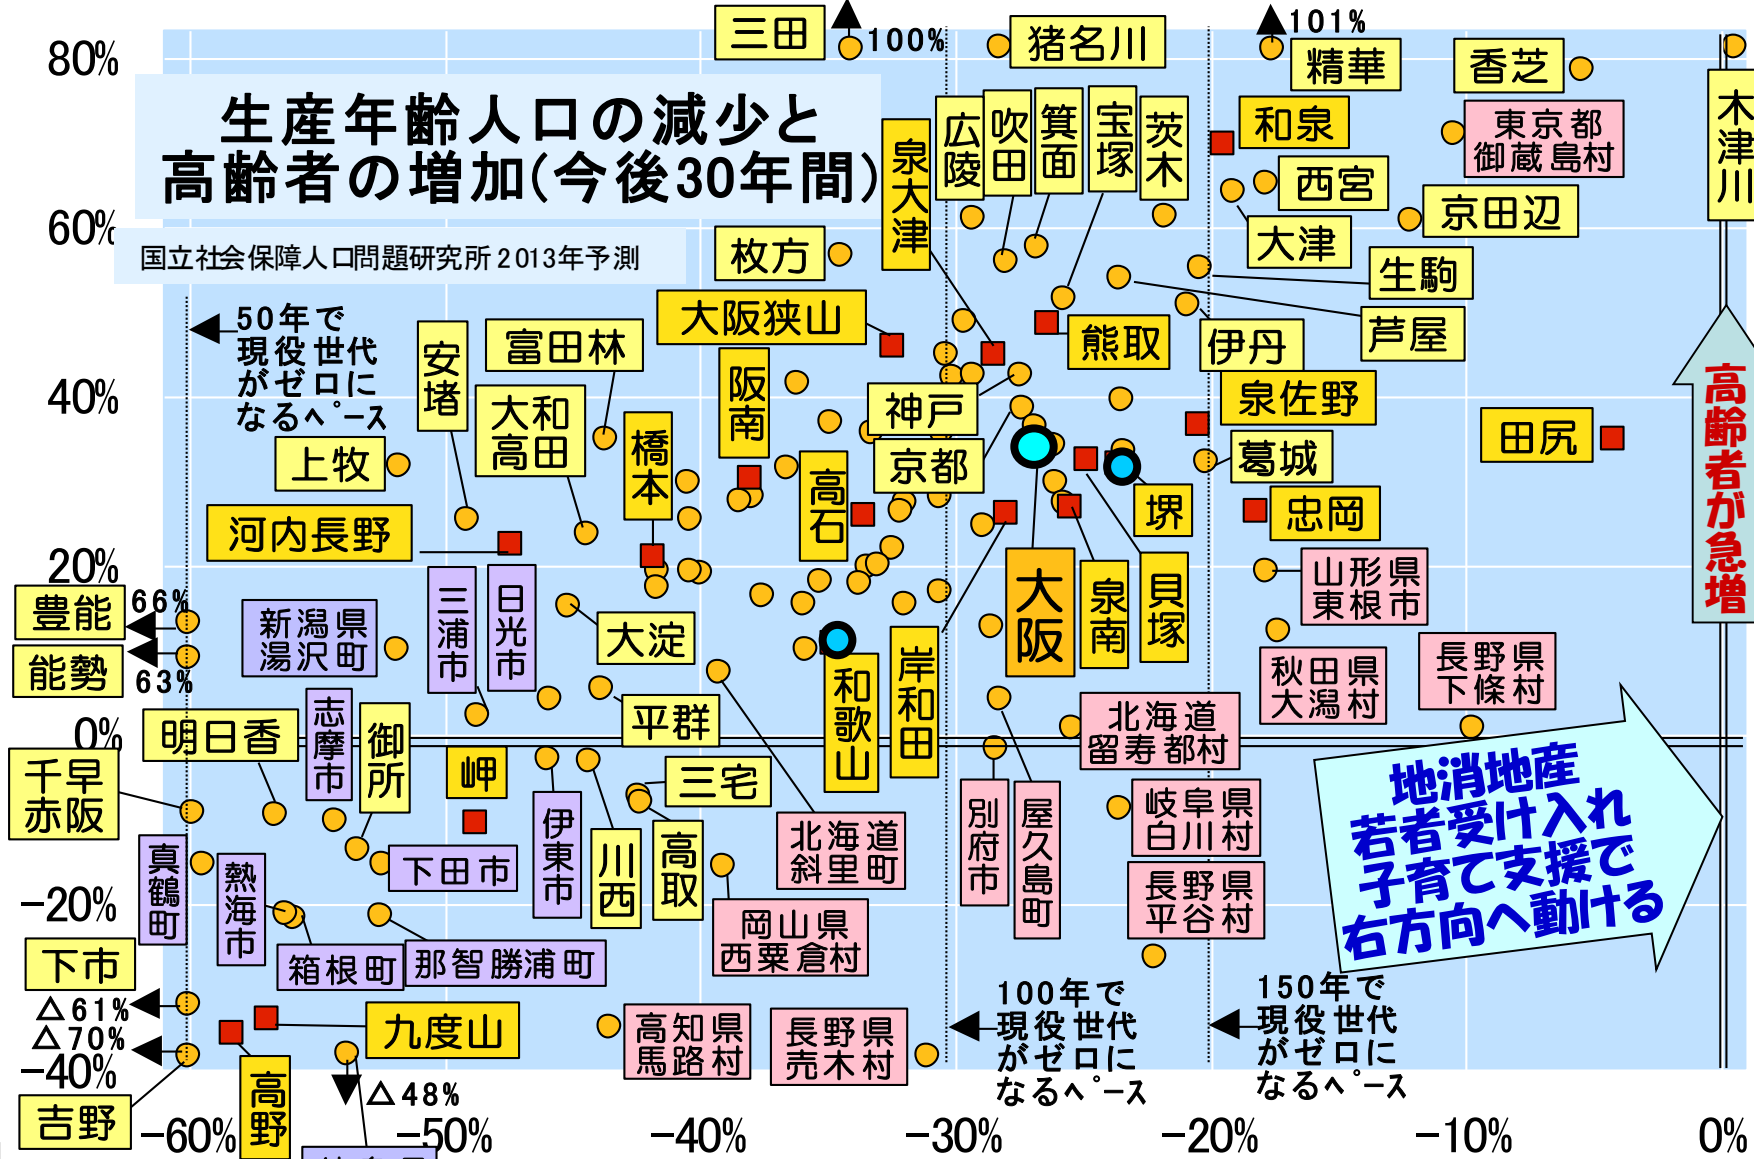 三田
100%
猪名川
101%
精華
香芝
80%
木津川
生産年齢人口の減少と
高齢者の増加(今後30年間)
泉大津
広陵
吹田
箕面
宝塚
茨木
和泉
東京都
御蔵島村
西宮
京田辺
60%
大津
国立社会保障人口問題研究所2013年予測
枚方
生駒
50年で
現役世代
がゼロに
なるペース
安堵
富田林
大阪狭山
熊取
伊丹
芦屋
阪南
40%
大和
高田
神戸
泉佐野
高齢者が急増
田尻
上牧
橋本
京都
葛城
高石
堺
忠岡
河内長野
20%
豊能
66%
新潟県
湯沢町
三浦市
日光市
大淀
大阪
泉南
貝塚
山形県
東根市
能勢
63%
岸和田
和歌山
秋田県
大潟村
長野県
下條村
志摩市
御所
平群
北海道
留寿都村
0%
明日香
千早
赤阪
岬
三宅
地消地産
若者受け入れ
子育て支援で
右方向へ動ける
真鶴町
熱海市
下田市
伊東市
川西
高取
北海道
斜里町
別府市
屋久島町
岐阜県
白川村
長野県
平谷村
-20%
下市
箱根町
那智勝浦町
岡山県
西粟倉村
△61%
△70%
九度山
高知県
馬路村
長野県
売木村
100年で
現役世代
がゼロに
なるペース
150年で
現役世代
がゼロに
なるペース
-40%
吉野
高野
△48%
-60%
-50%
-40%
-30%
-20%
-10%
0%